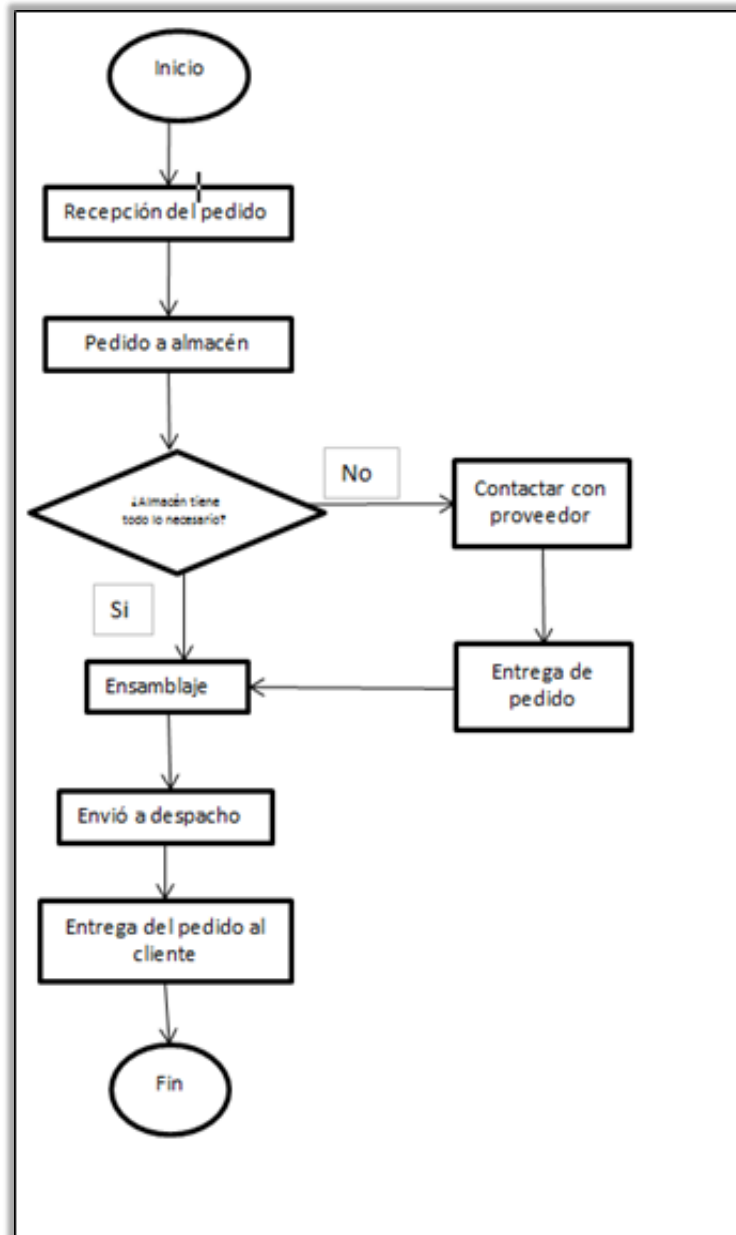 Inicio
Recepción del pedido
Pedido a almacén
¿Almacén tiene
todo lo necesario?
No
Contactar con
proveedor
Si
Ensamblaje
Entrega de
pedido
Envió a despacho
Entrega del pedido al
cliente
Fin